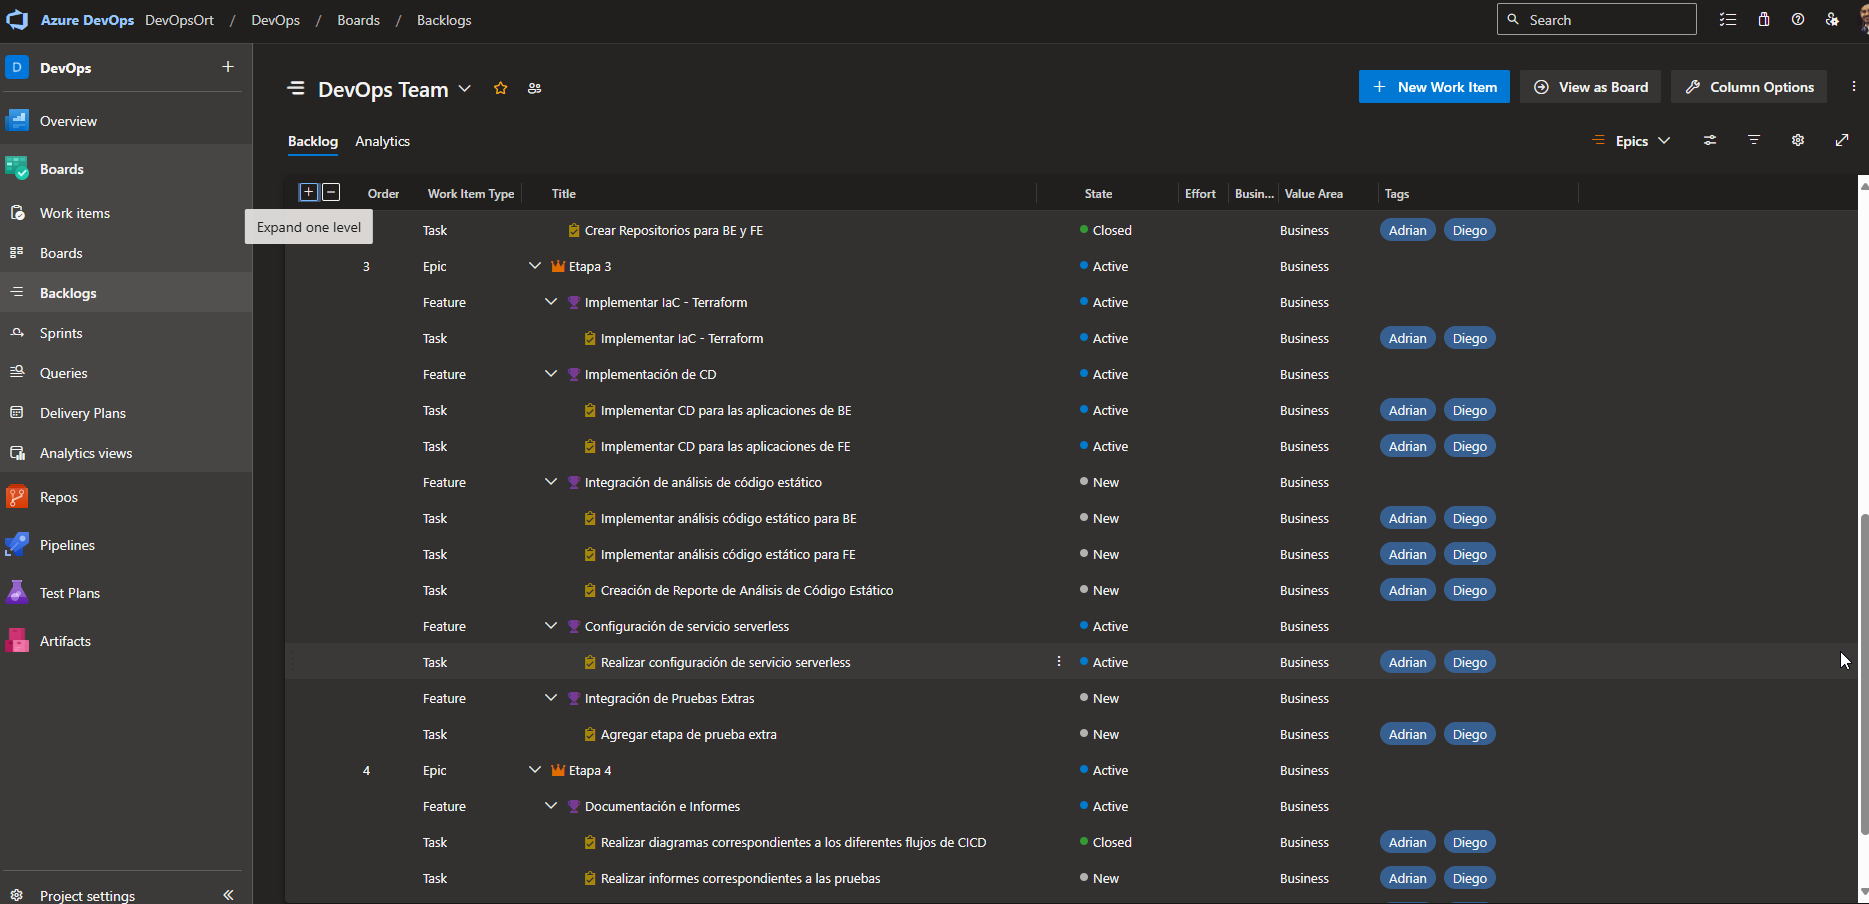 Azure DevOps DevOpsOrt / DevOps / Boards / Backlogs Search
D DevOps +
DevOps Team
New Work Item View as Board Column Options
Overview
Backlog Analytics Epics
Boards
Order Work Item Type Title State Effort Busin... Value Area Tags
Work items
Expand one level
Task Crear Repositorios para BE y FE Closed Business Adrian Diego
Boards
3 Epic Etapa 3 Active Business
Backlogs
Feature Implementar IaC - Terraform Active Business
Sprints
Task Implementar IaC - Terraform Active Business Adrian Diego
Queries
Feature Implementación de CD Active Business
Delivery Plans
Task Implementar CD para las aplicaciones de BE Active Business Adrian Diego
Analytics views
Task Implementar CD para las aplicaciones de FE Active Business Adrian Diego
Feature Integración de análisis de código estático New Business
Repos
Task Implementar análisis código estático para BE New Business Adrian Diego
Pipelines
Task Implementar análisis código estático para FE New Business Adrian Diego
Test Plans
Task Creación de Reporte de Análisis de Código Estático New Business Adrian Diego
Feature Configuración de servicio serverless Active Business
Artifacts
Task Realizar configuración de servicio serverless Active Business Adrian Diego
Feature Integración de Pruebas Extras New Business
Task Agregar etapa de prueba extra New Business Adrian Diego
4 Epic Etapa 4 Active Business
Feature Documentación e Informes Active Business
Task Realizar diagramas correspondientes a los diferentes flujos de CICD Closed Business Adrian Diego
Task Realizar informes correspondientes a las pruebas New Business Adrian Diego
Project settings